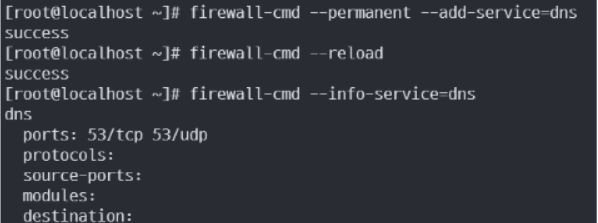 [root@localhost ~]# firewall-cmd --permanent --add-service=dns
success
[root@localhost ~]# firewall-cmd --reload
success
[root@localhost ~]# firewall-cmd --info-service=dns
dns
  ports: 53/tcp 53/udp
  protocols:
  source-ports:
  modules:
  destination: